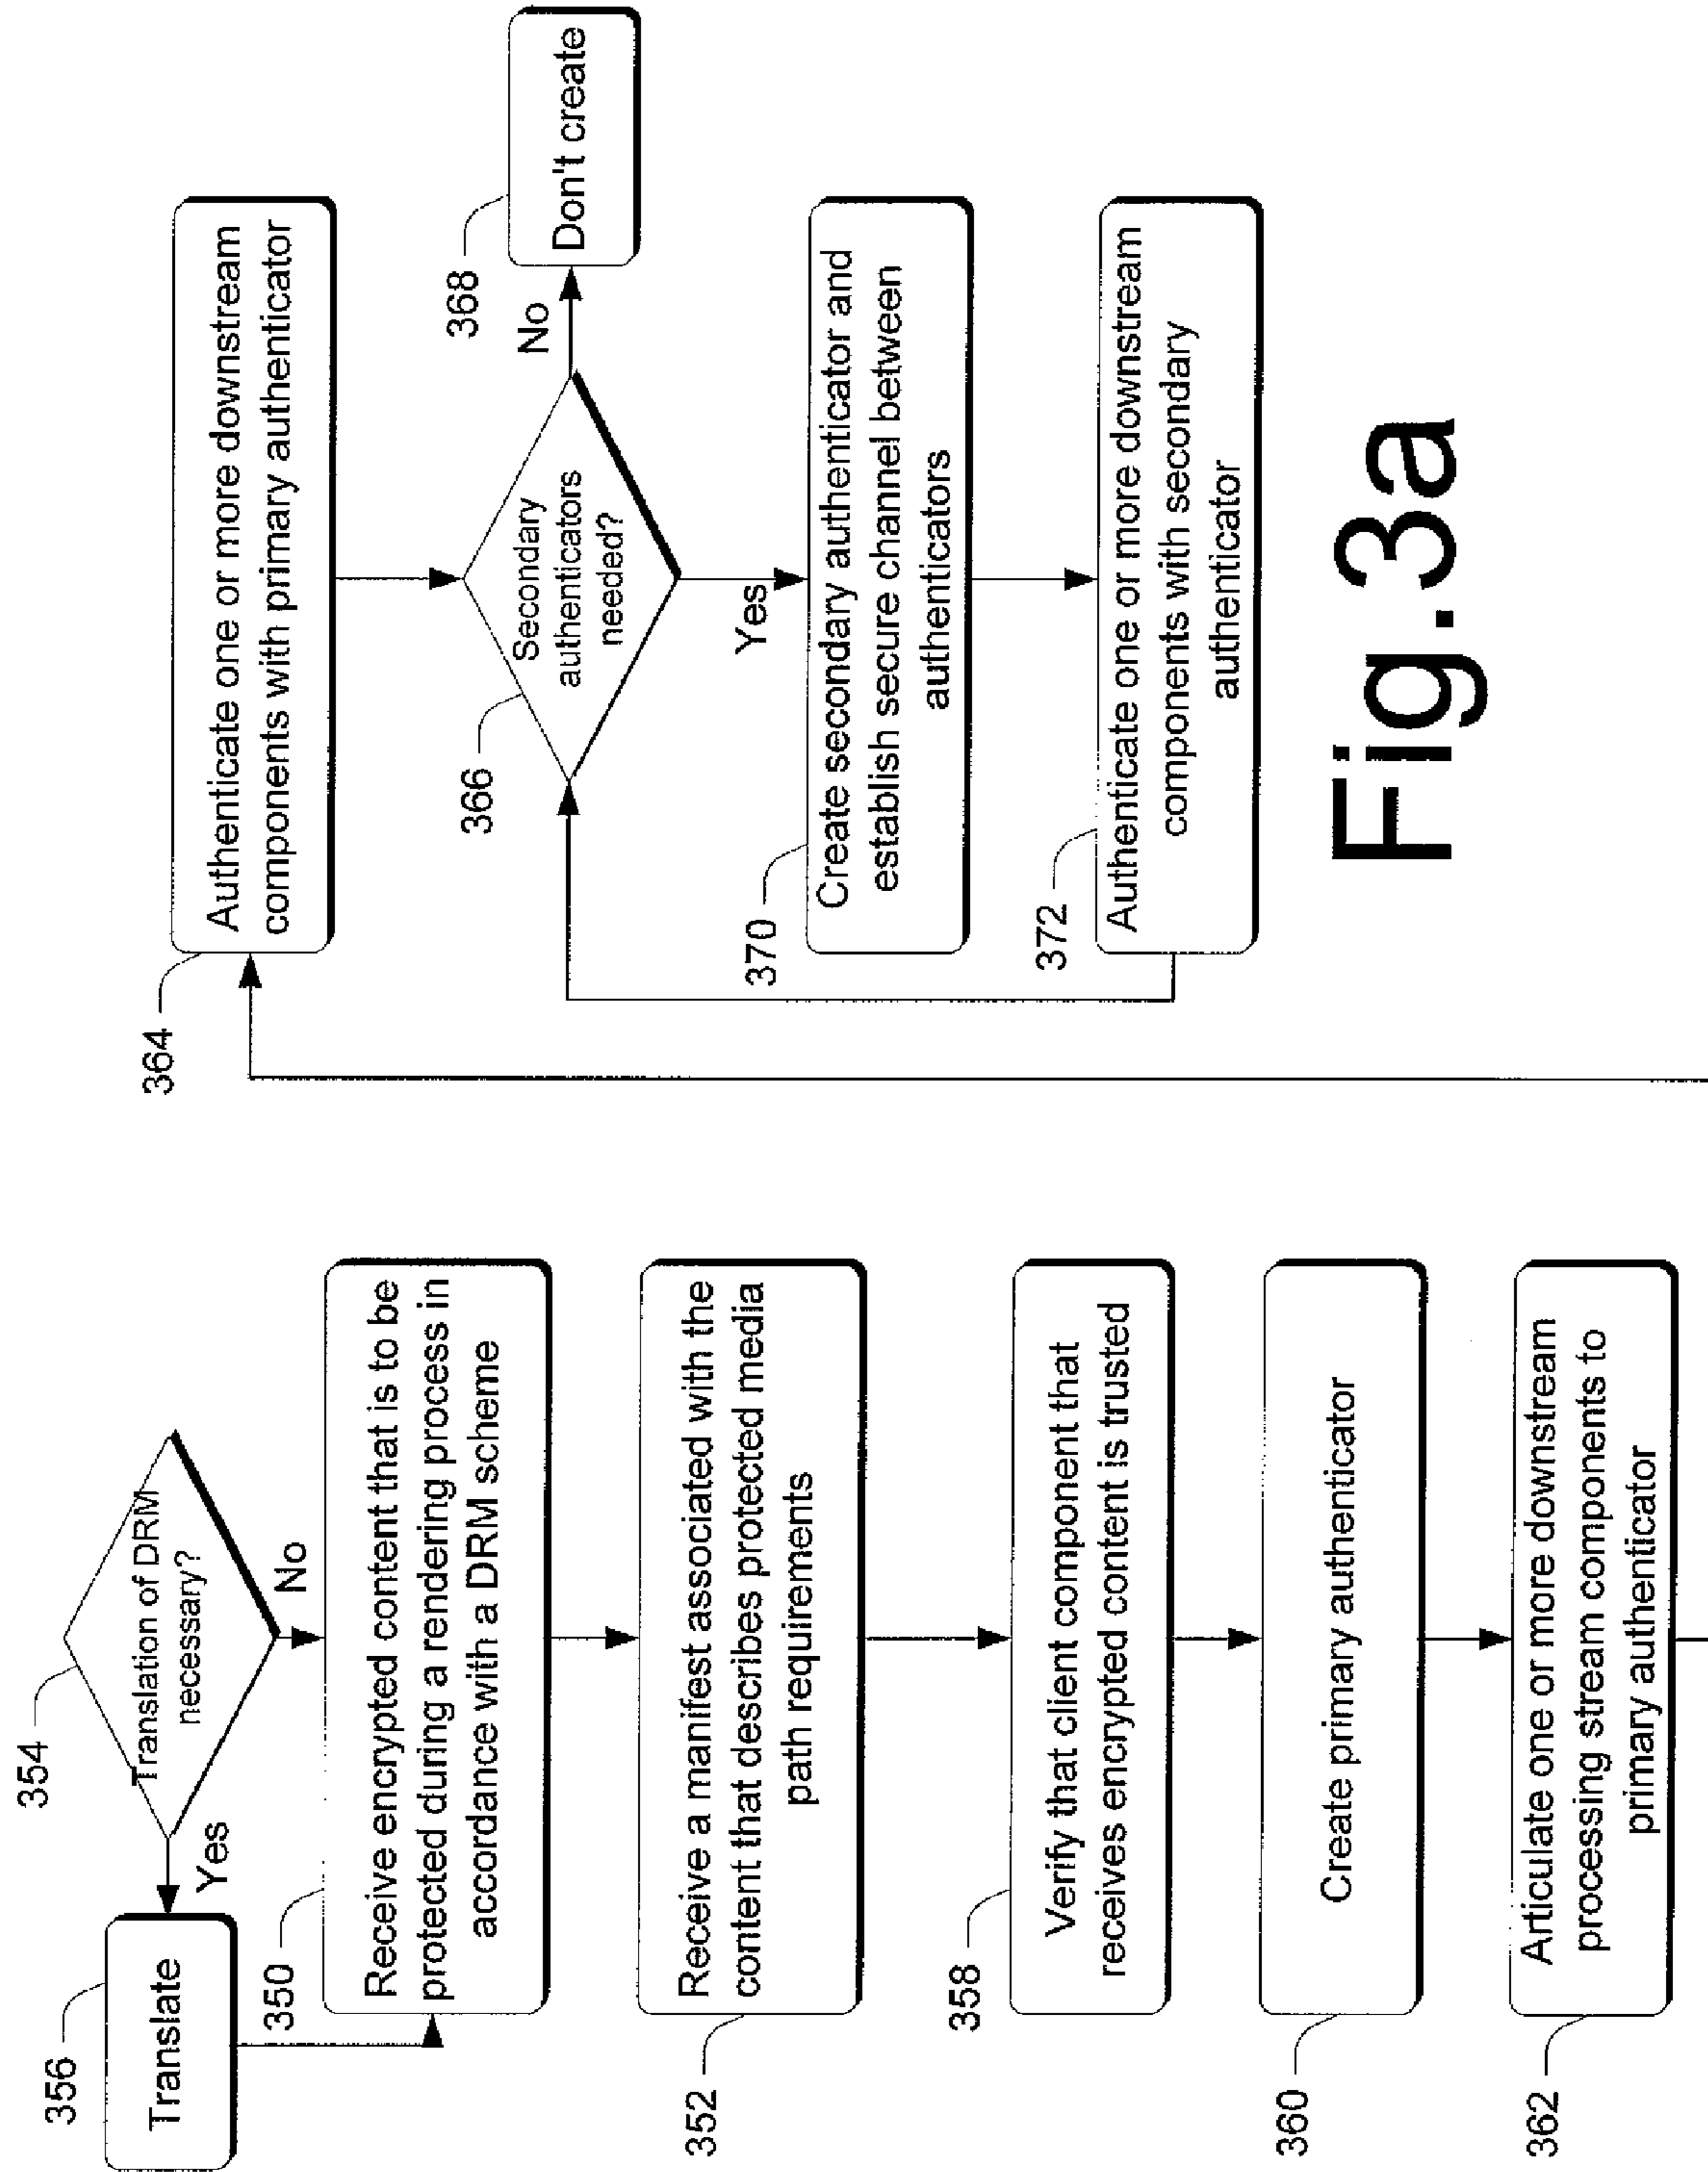 354
Translation of DRM
necessary?
Yes
No
356
Translate
350
Receive encrypted content that is to be
protected during a rendering process in
accordance with a DRM scheme
352
Receive a manifest associated with the
content that describes protected media
path requirements
358
Verify that client component that
receives encrypted content is trusted
360
Create primary authenticator
362
Articulate one or more downstream
processing stream components to
primary authenticator
364
Authenticate one or more downstream
components with primary authenticator
366
Secondary
authenticators
needed?
No
368
Don't create
Yes
370
Create secondary authenticator and
establish secure channel between
authenticators
372
Authenticate one or more downstream
components with secondary
authenticator
Fig.3a